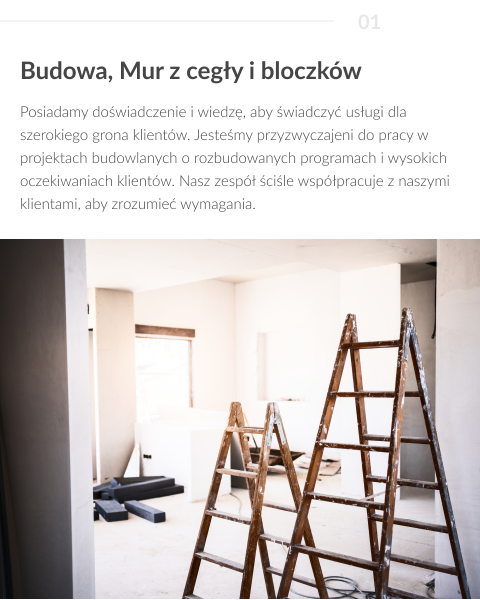 01
Budowa, Mur z cegły i bloczków
Posiadamy doświadczenie i wiedzę, aby świadczyć usługi dla
szerokiego grona klientów. Jesteśmy przyzwyczajeni do pracy w
projektach budowlanych o rozbudowanych programach i wysokich
oczekiwaniach klientów. Nasz zespół ściśle współpracuje z naszymi
klientami, aby zrozumieć wymagania.